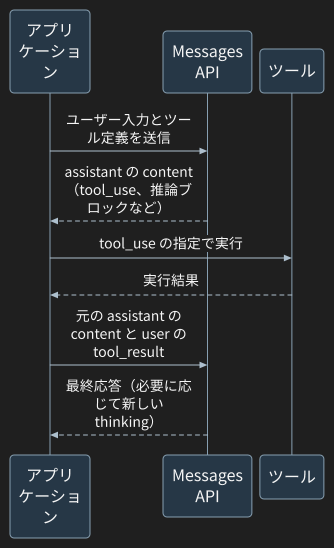 アプリ
ケーショ
ン
Messages
API
ツール
ユーザー入力とツー
ル定義を送信
assistant の content
（tool_use、推論ブ
ロックなど）
tool_use の指定で実行
実行結果
元の assistant の
content と user の
tool_result
最終応答（必要に応
じて新しい
thinking）
アプリ
ケーショ
ン
Messages
API
ツール